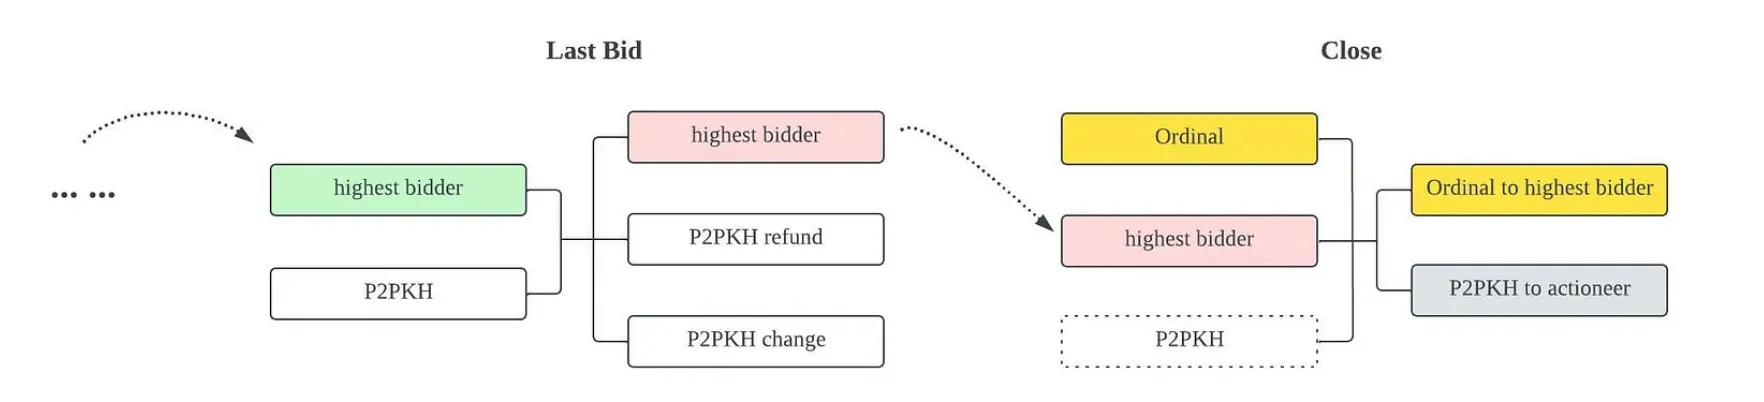 Last Bid
Close
highest bidder
P2PKH
highest bidder
P2PKH refund
P2PKH change
Ordinal
highest bidder
P2PKH
Ordinal to highest bidder
P2PKH to actioneer
... ...